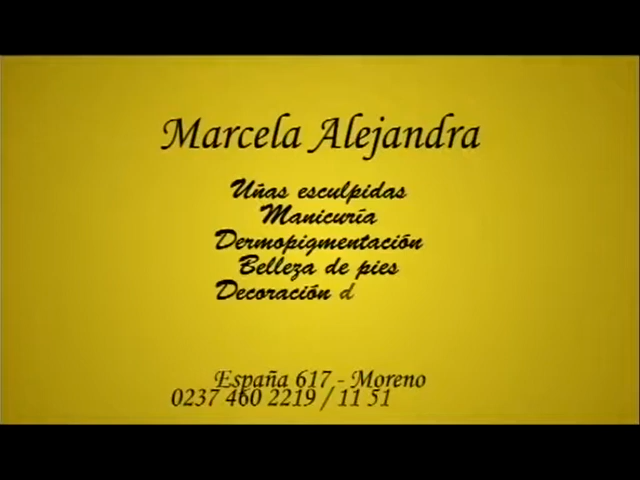 Marcela Alejandra
Uñas esculpidas
Manicuría
Dermopigmentación
Belleza de pies
Decoración d
España 617 - Moreno
0237 460 2219 / 11 51